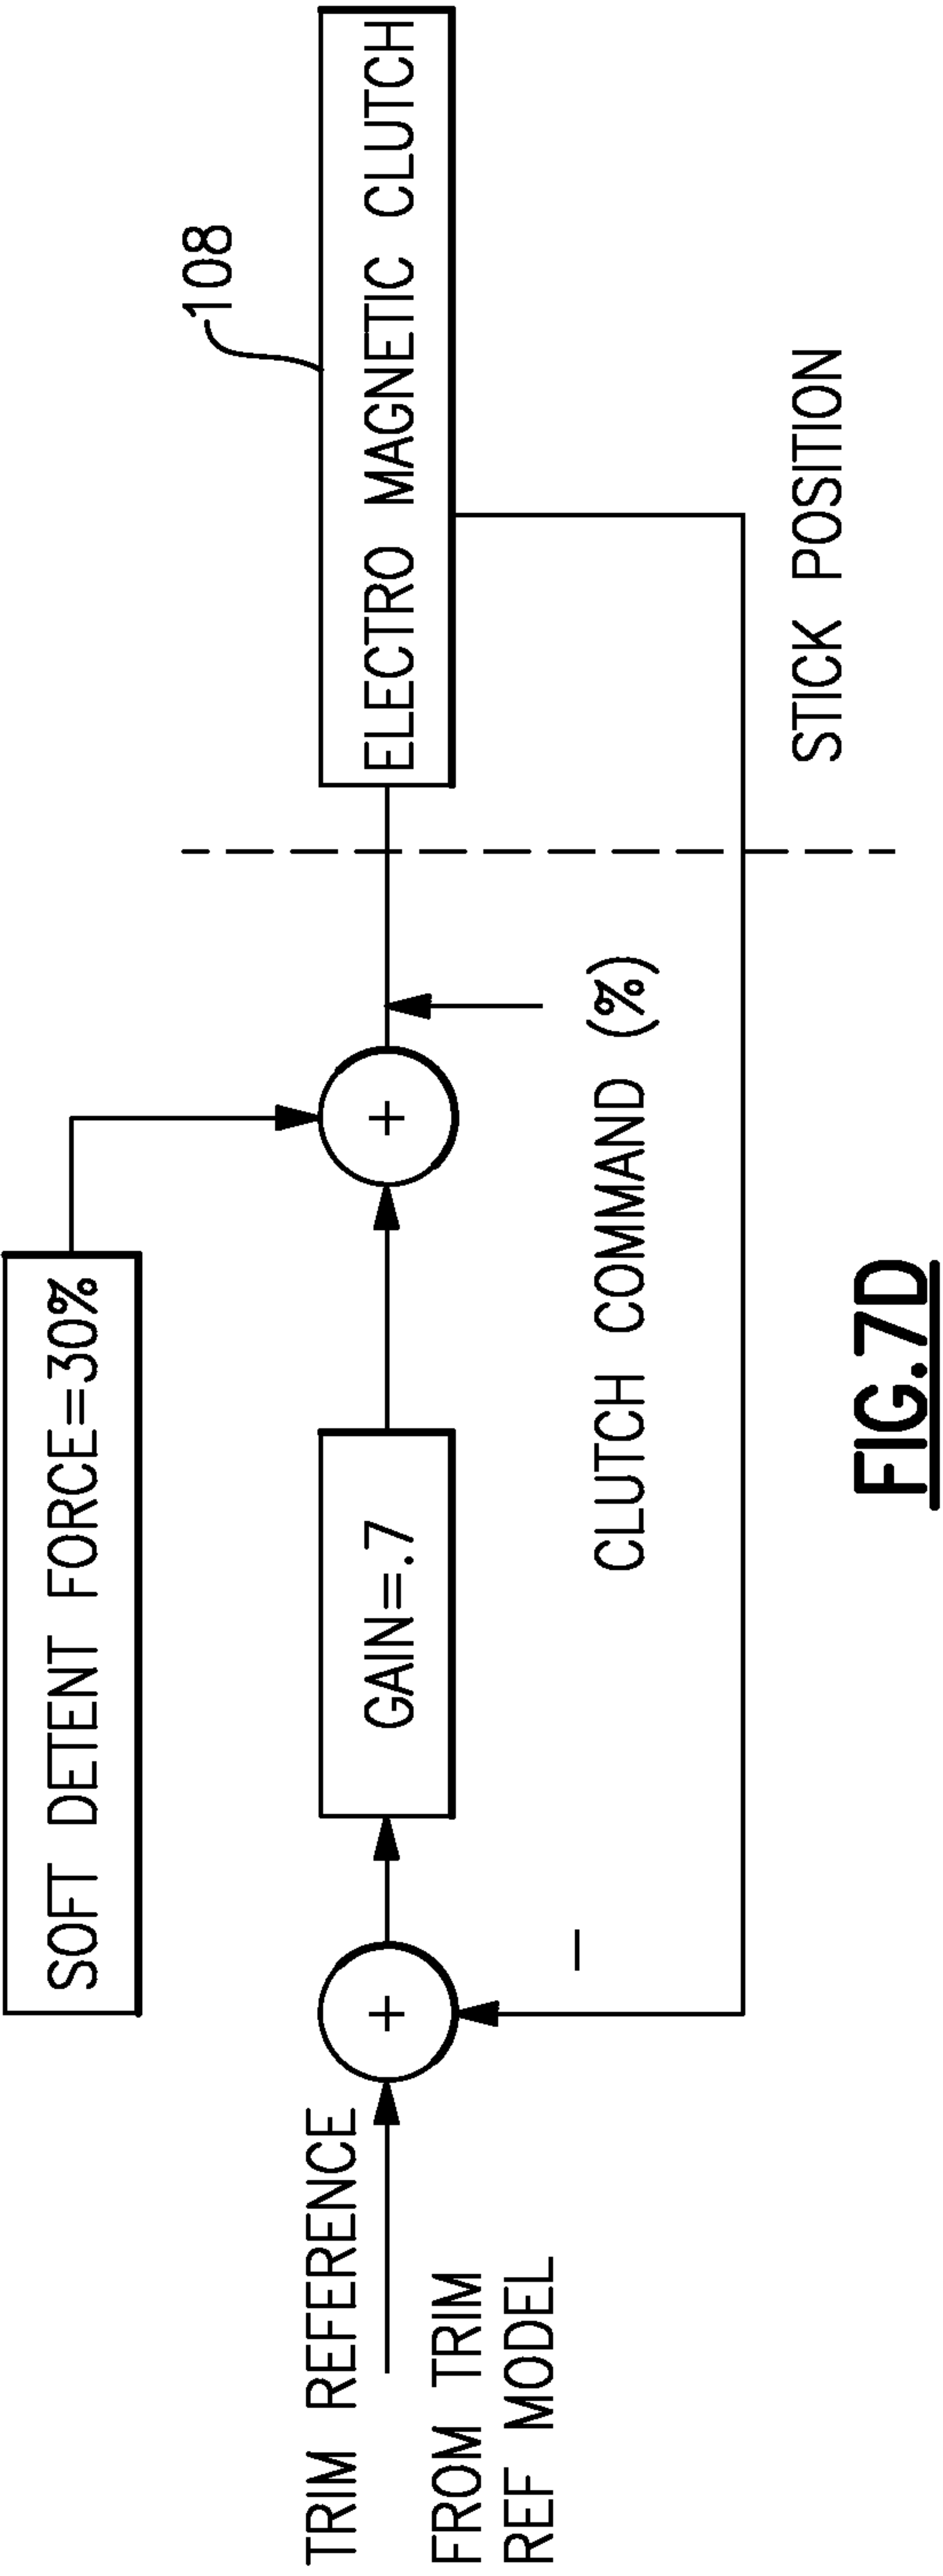 SOFT DETENT FORCE=30%
108
TRIM REFERENCE
FROM TRIM
REF MODEL
+
GAIN=.7
+
ELECTRO MAGNETIC CLUTCH
−
CLUTCH COMMAND (%)
STICK POSITION
FIG.7D